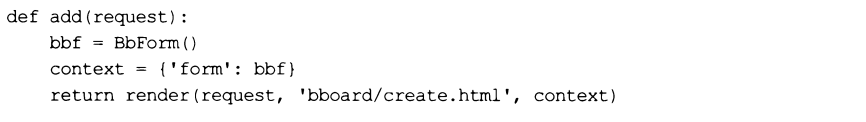 def add(request):
    bbf = BbForm()
    context = {'form': bbf}
    return render(request, 'bboard/create.html', context)